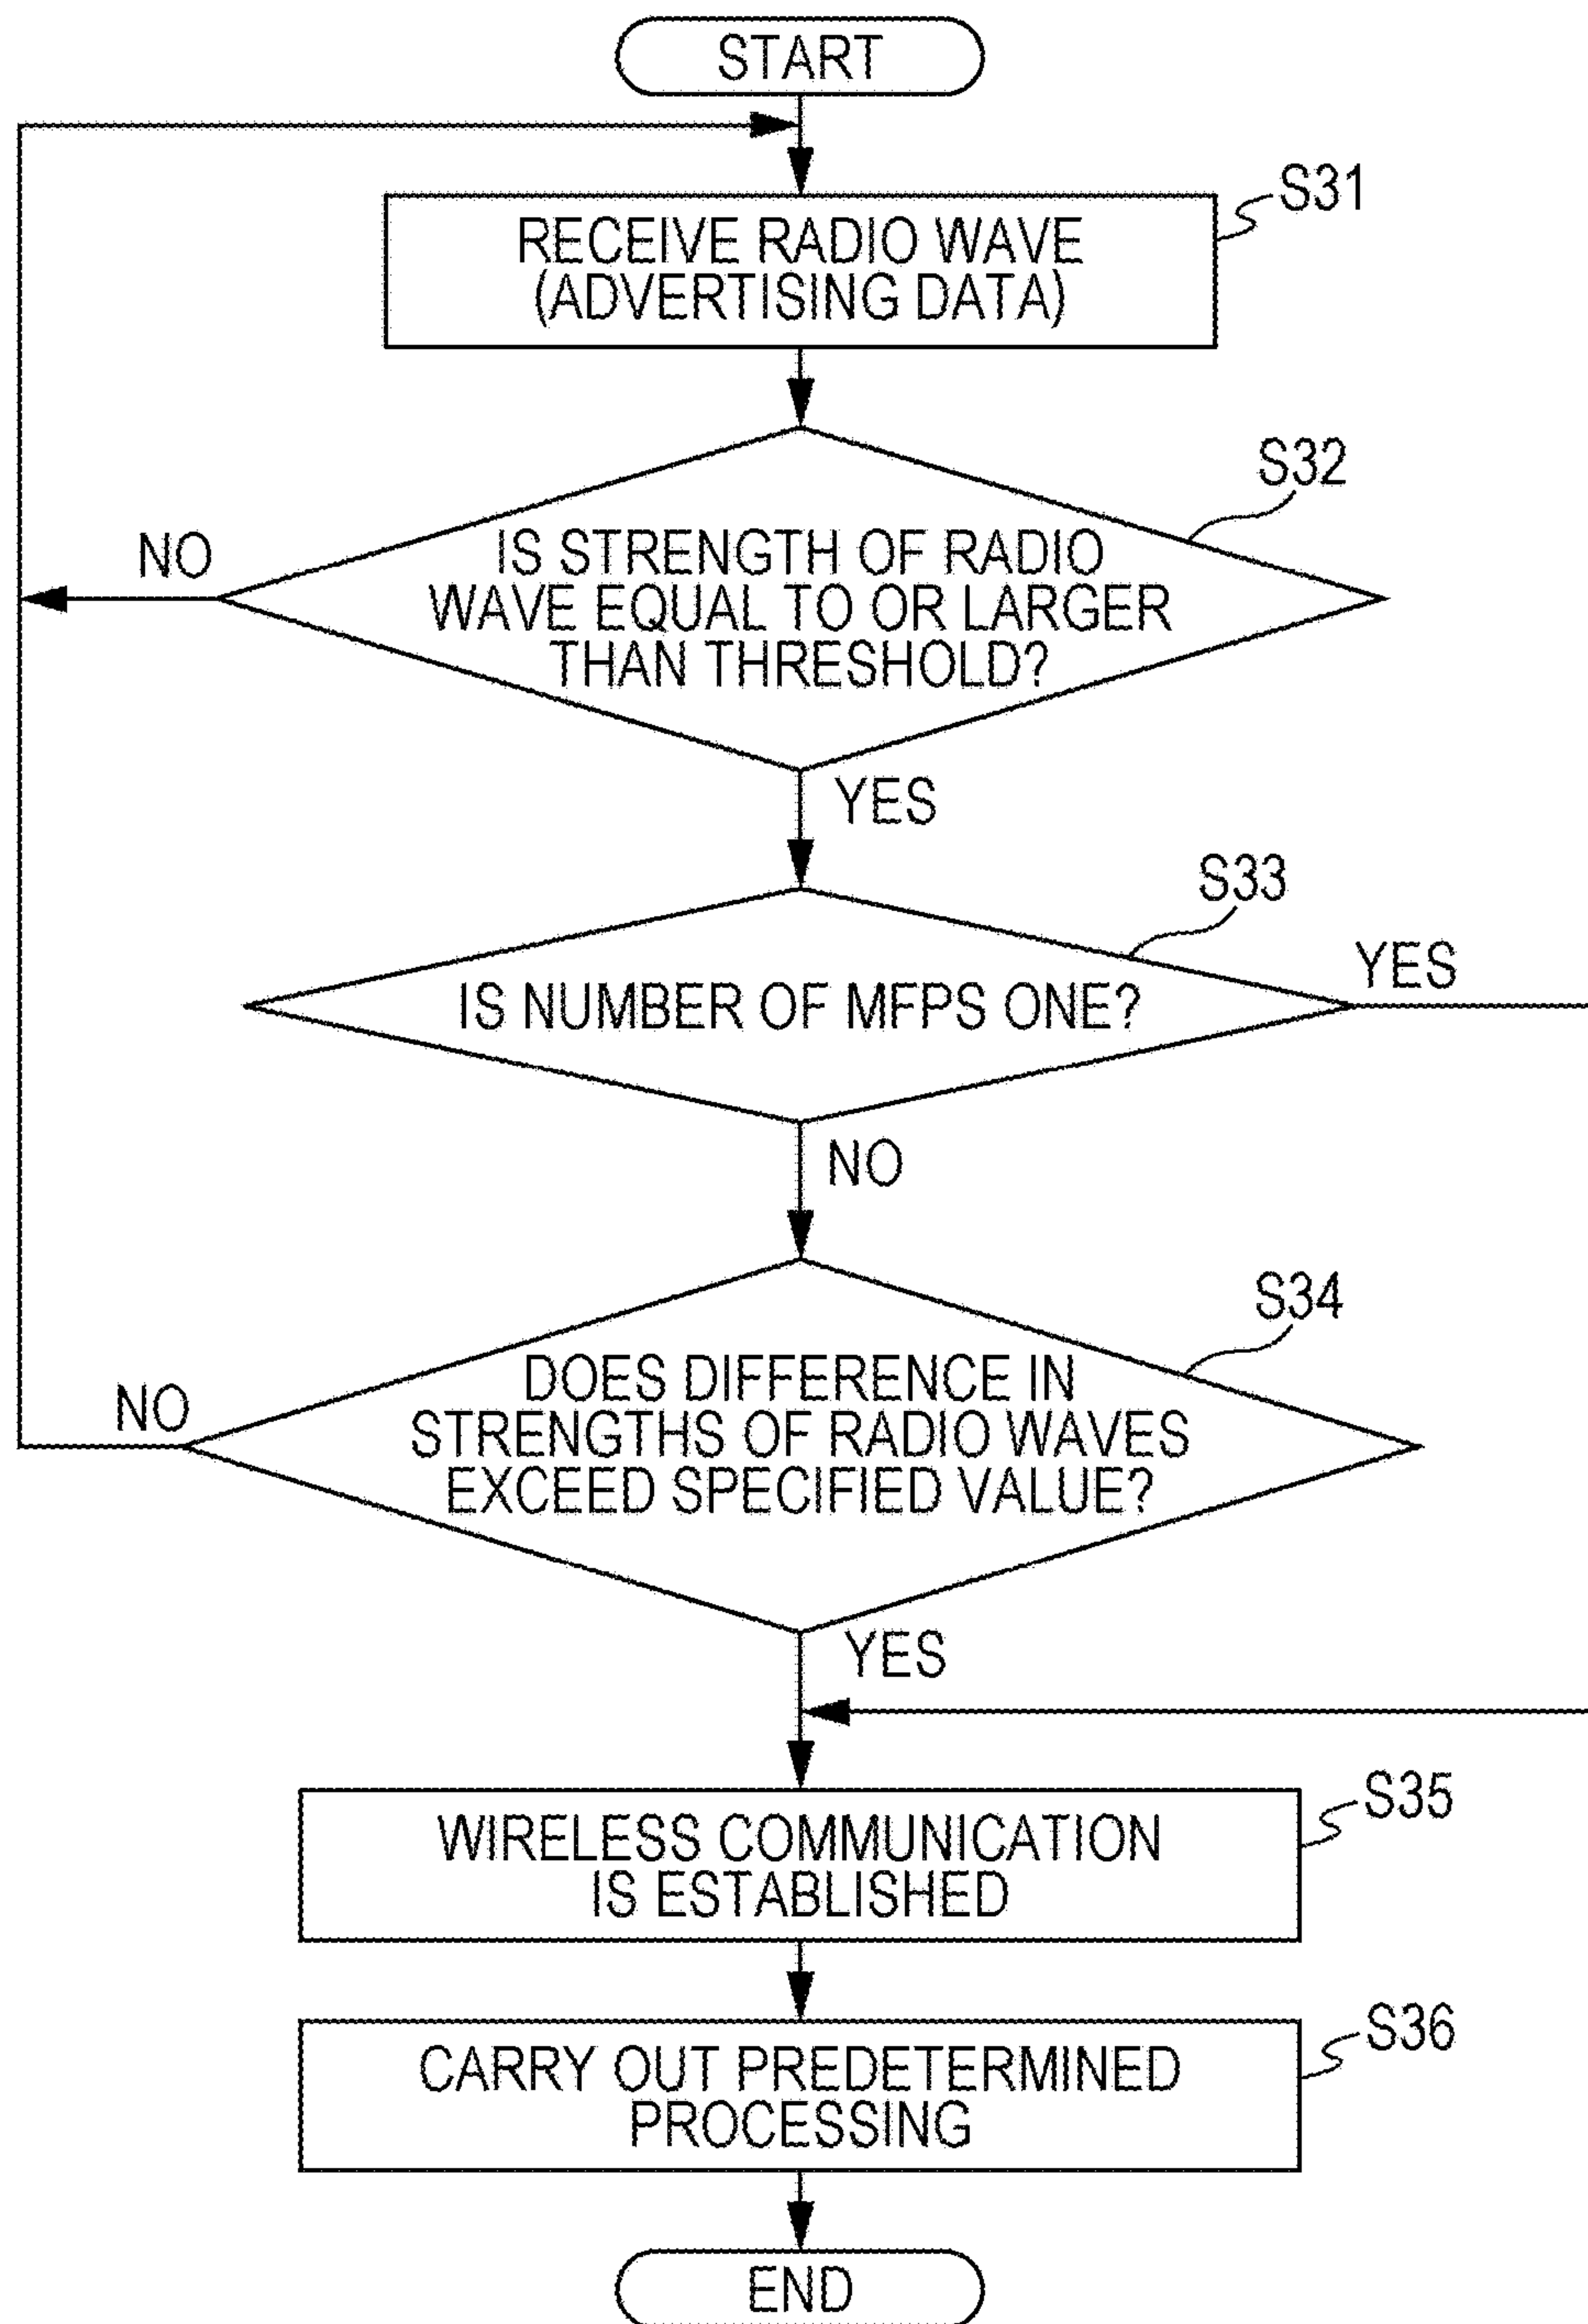 START
S31
RECEIVE RADIO WAVE
(ADVERTISING DATA)
S32
NO
IS STRENGTH OF RADIO
WAVE EQUAL TO OR LARGER
THAN THRESHOLD?
YES
S33
YES
IS NUMBER OF MFPS ONE?
NO
S34
NO
DOES DIFFERENCE IN
STRENGTHS OF RADIO WAVES
EXCEED SPECIFIED VALUE?
YES
S35
WIRELESS COMMUNICATION
IS ESTABLISHED
S36
CARRY OUT PREDETERMINED
PROCESSING
END